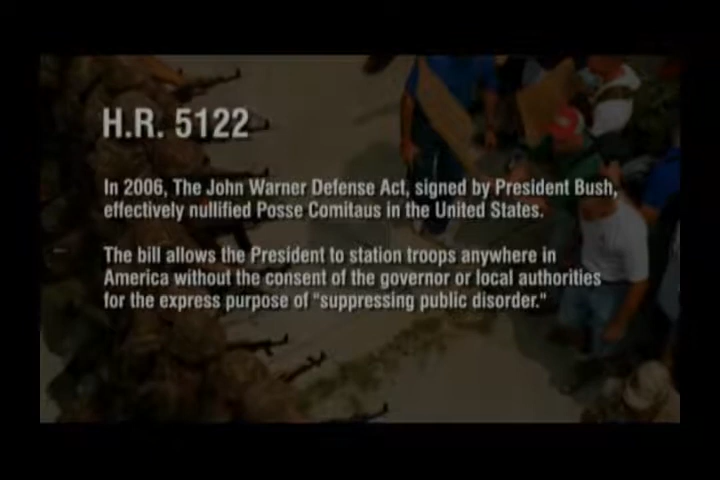 H.R. 5122
In 2006, The John Warner Defense Act, signed by President Bush,
effectively nullified Posse Comitaus in the United States.
The bill allows the President to station troops anywhere in
America without the consent of the governor or local authorities
for the express purpose of "suppressing public disorder."